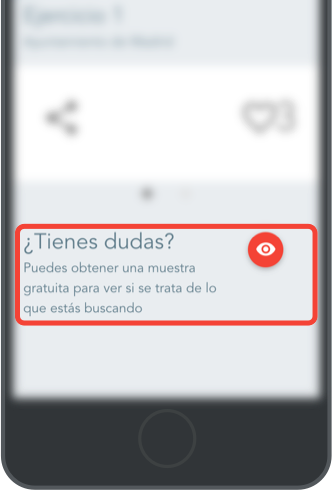 Ejercicio 1
Ayuntamiento de Madrid
3
¿Tienes dudas?
Puedes obtener una muestra
gratuita para ver si se trata de lo
que estás buscando